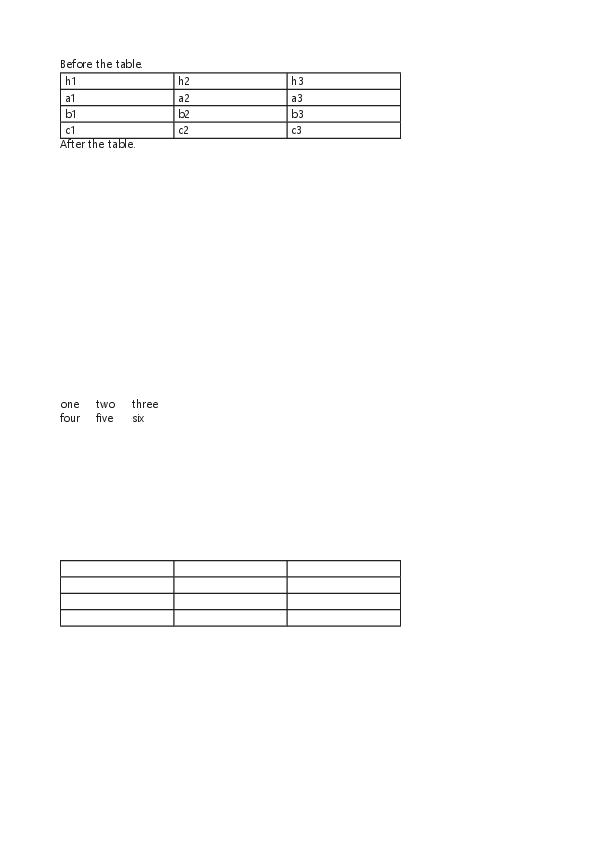 Before the table.
h1 h2 h3
a1 a2 a3
b1 b2 b3
c1 c2 c3
After the table.
one two three
four five six